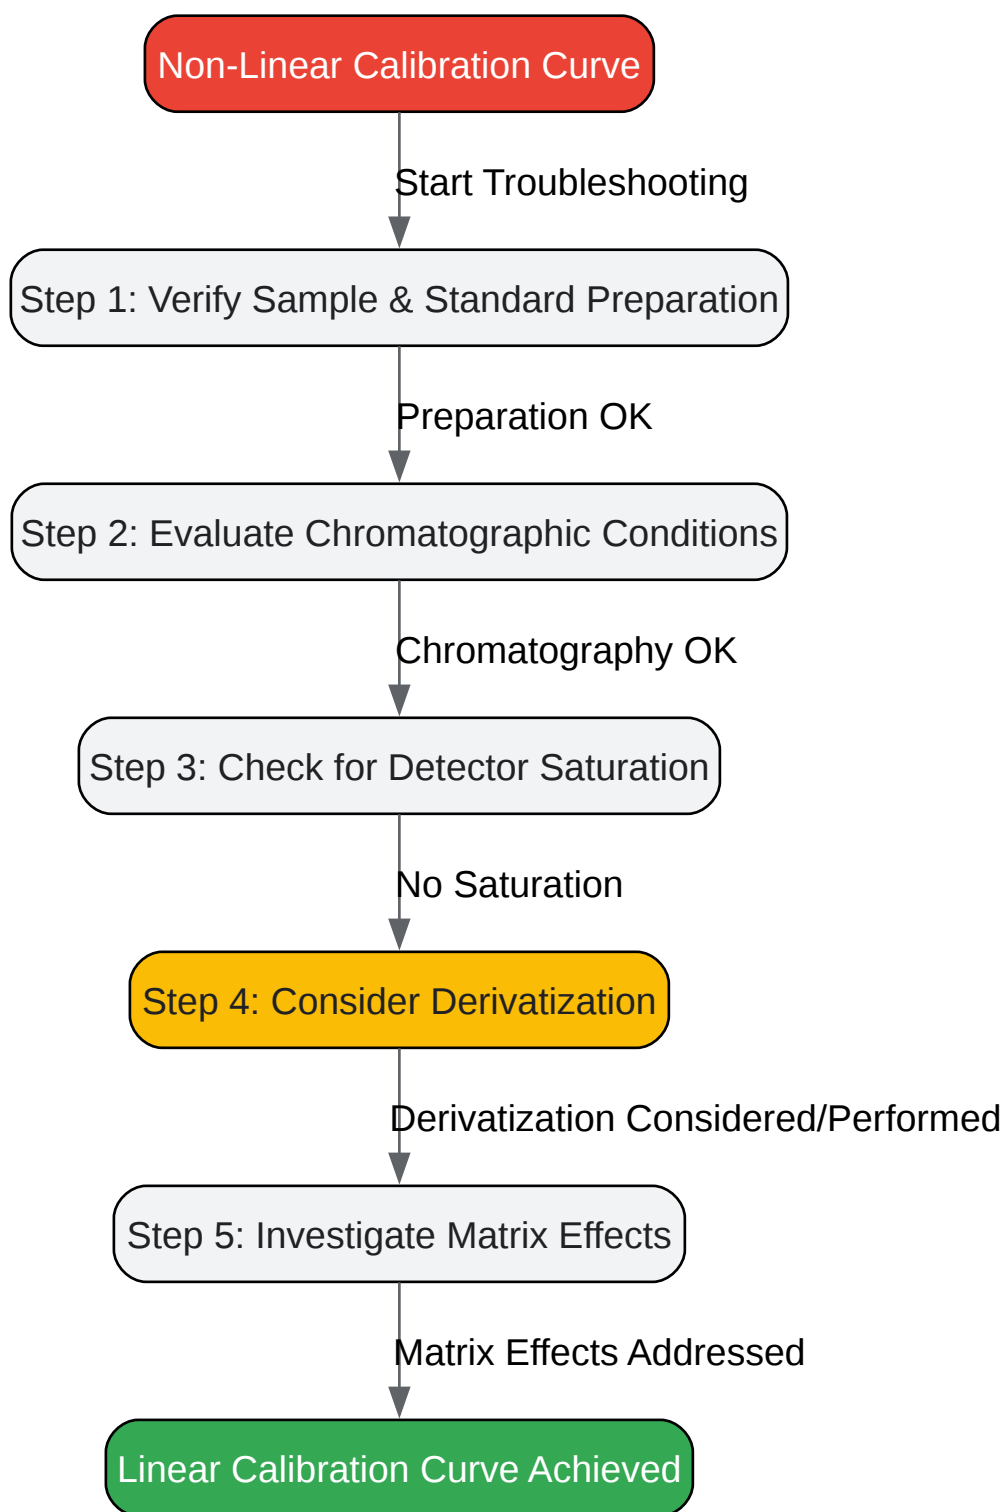 Non-Linear Calibration Curve
Start Troubleshooting
Step 1: Verify Sample & Standard Preparation
Preparation OK
Step 2: Evaluate Chromatographic Conditions
Chromatography OK
Step 3: Check for Detector Saturation
No Saturation
Step 4: Consider Derivatization
Derivatization Considered/Performed
Step 5: Investigate Matrix Effects
Matrix Effects Addressed
Linear Calibration Curve Achieved